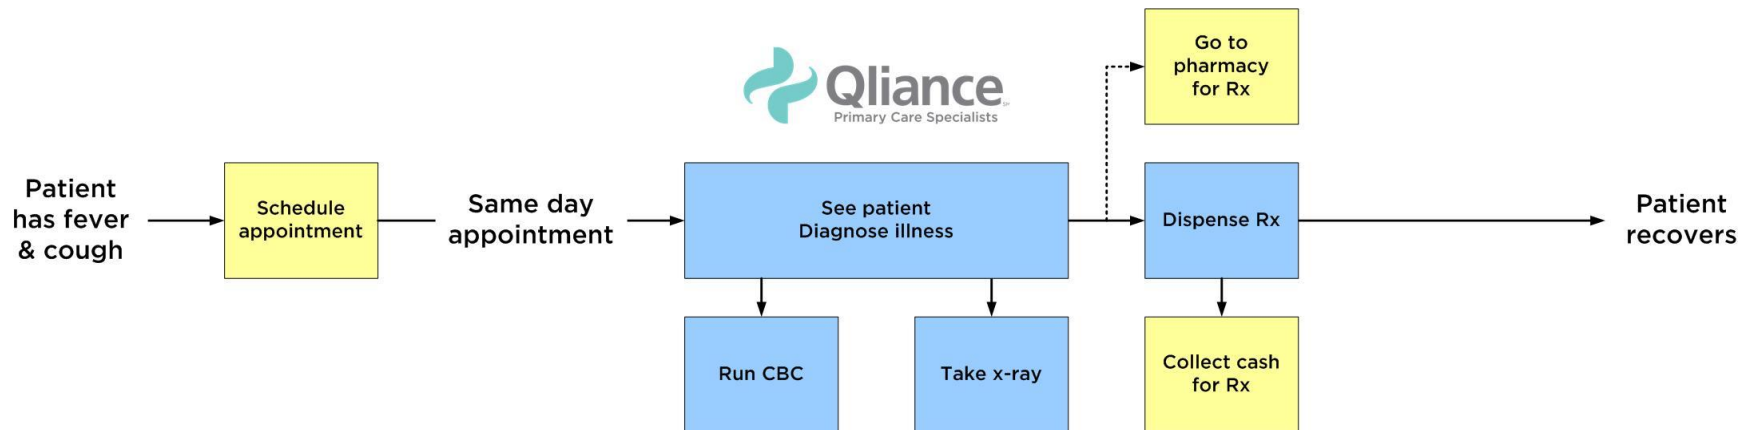 Go to
pharmacy
for Rx
Qliance
Primary Care Specialists
Patient
has fever
& cough
Schedule
appointment
Same day
appointment
See patient
Diagnose illness
Dispense Rx
Patient
recovers
Run CBC
Take x-ray
Collect cash
for Rx